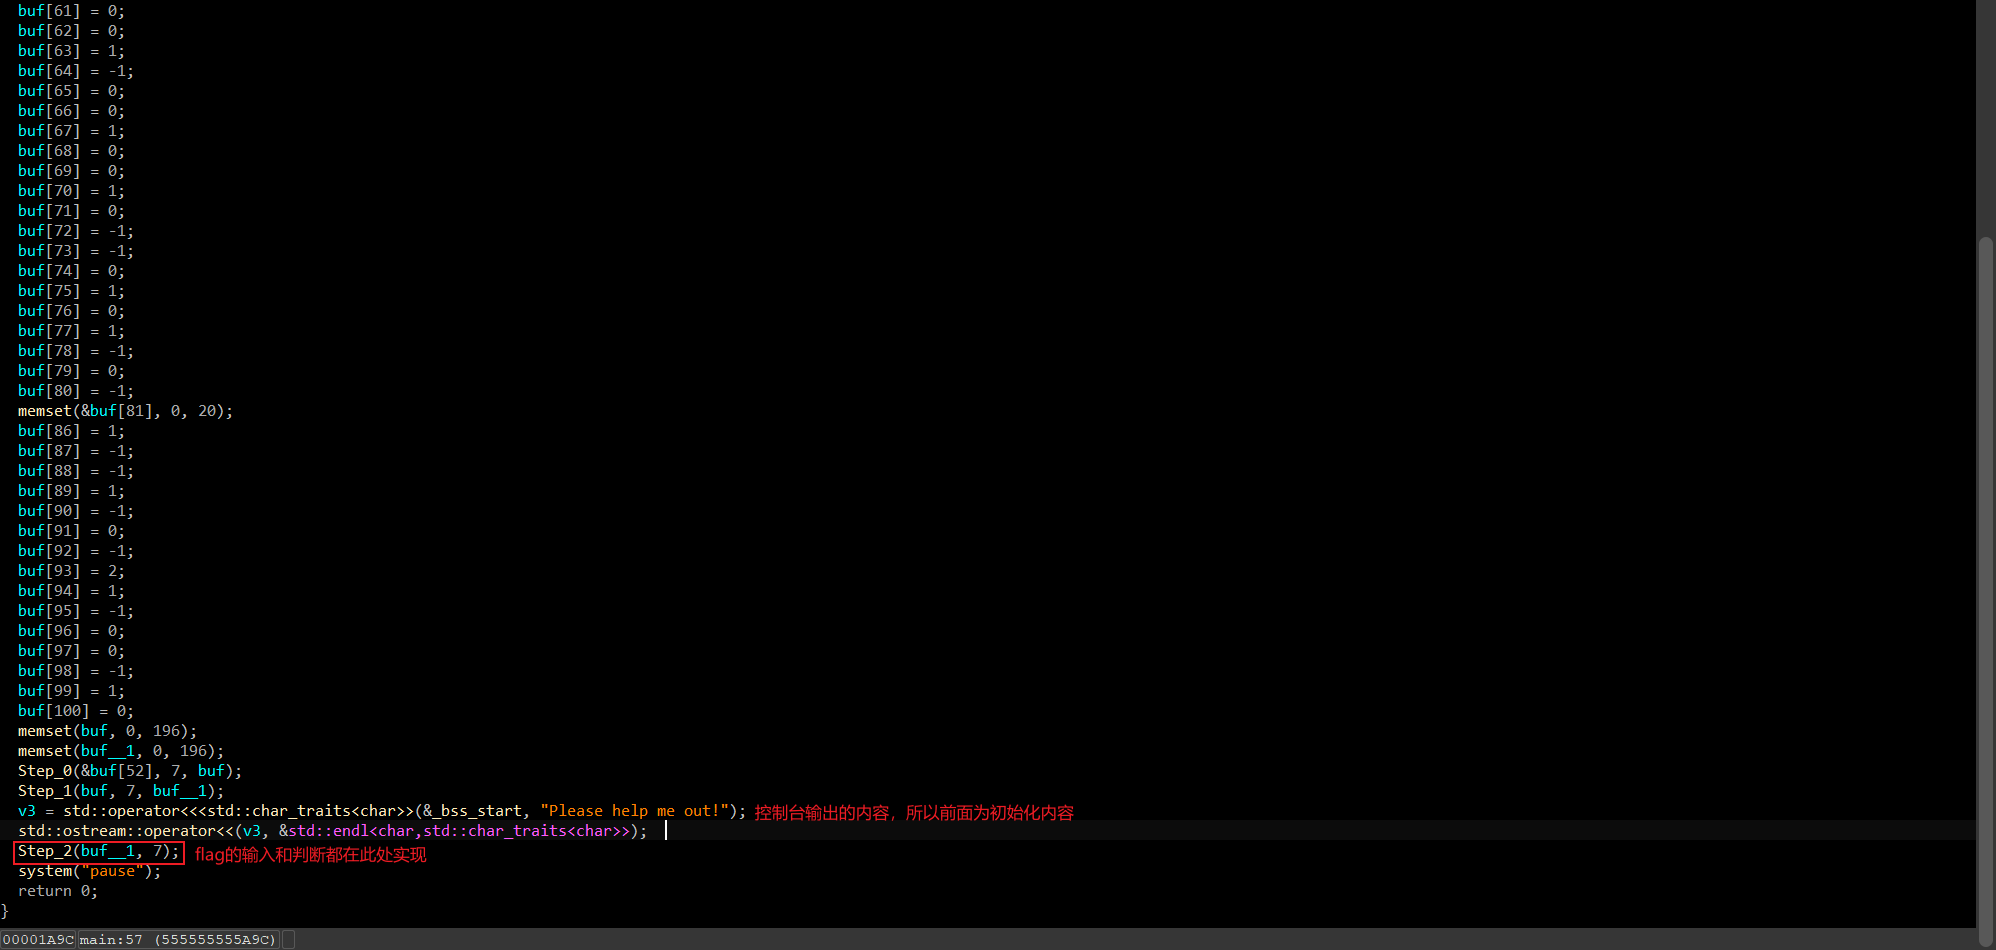 buf[61] = 0;
buf[62] = 0;
buf[63] = 1;
buf[64] = -1;
buf[65] = 0;
buf[66] = 0;
buf[67] = 1;
buf[68] = 0;
buf[69] = 0;
buf[70] = 1;
buf[71] = 0;
buf[72] = -1;
buf[73] = -1;
buf[74] = 0;
buf[75] = 1;
buf[76] = 0;
buf[77] = 1;
buf[78] = -1;
buf[79] = 0;
buf[80] = -1;
memset(&buf[81], 0, 20);
buf[86] = 1;
buf[87] = -1;
buf[88] = -1;
buf[89] = 1;
buf[90] = -1;
buf[91] = 0;
buf[92] = -1;
buf[93] = 2;
buf[94] = 1;
buf[95] = -1;
buf[96] = 0;
buf[97] = 0;
buf[98] = -1;
buf[99] = 1;
buf[100] = 0;
memset(buf, 0, 196);
memset(buf__1, 0, 196);
Step_0(&buf[52], 7, buf);
Step_1(buf, 7, buf__1);
v3 = std::operator<<<std::char_traits<char>>(&_bss_start, "Please help me out!"); 控制台输出的内容，所以前面为初始化内容
std::ostream::operator<<(v3, &std::endl<char,std::char_traits<char>>);
Step_2(buf__1, 7); flag的输入和判断都在此处实现
system("pause");
return 0;
}
00001A9C main:57 (555555555A9C)